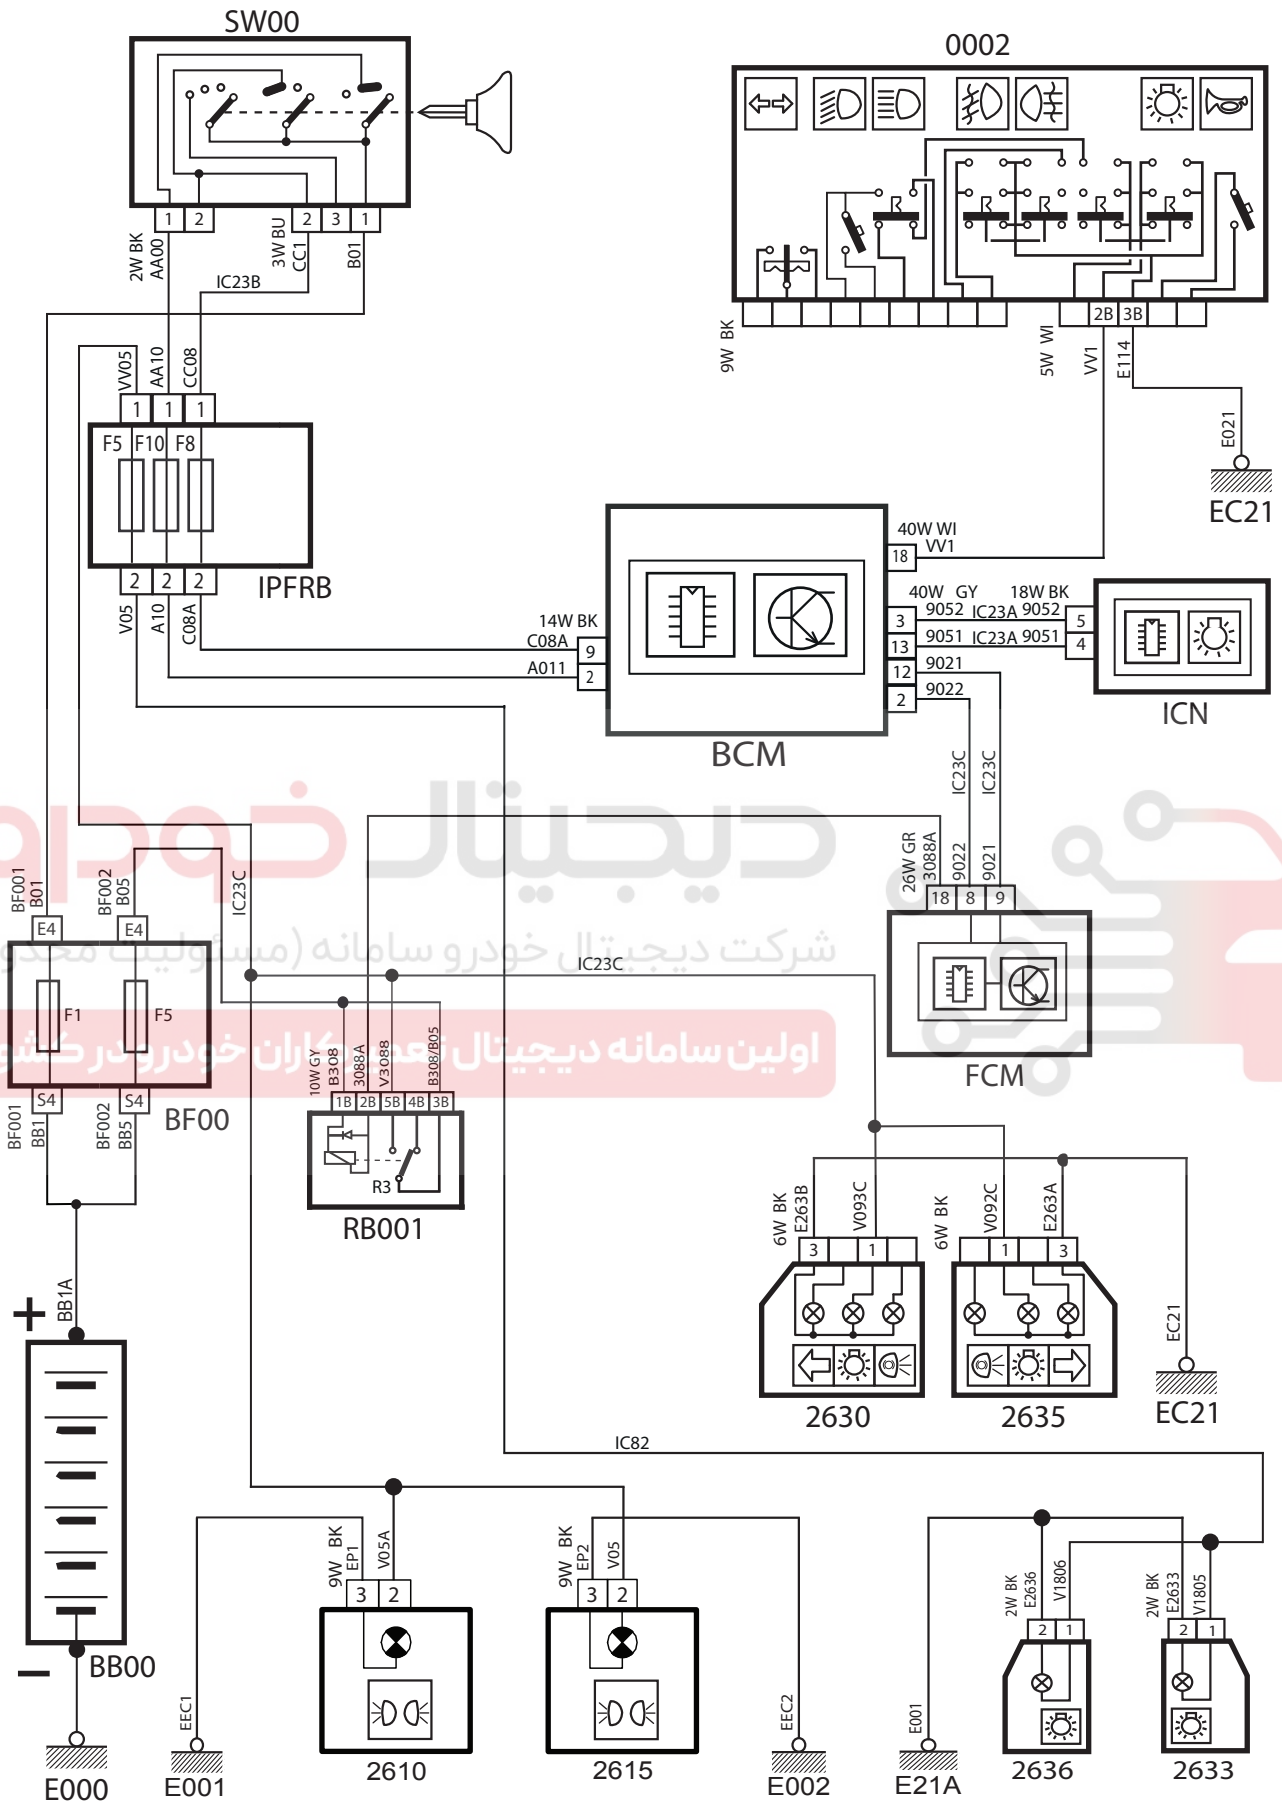 SW00
0002
1 2 2 3 1
2W BK
AA00
3W BU
CC1
B01
IC23B
9W BK
5W WI
2B 3B
VV1
E114
E021
EC21
VV05
AA10
CC08
1 1 1
F5 F10 F8
2 2 2
IPFRB
V05
A10
C08A
14W BK
C08A 9
A011 2
BCM
40W WI
18 VV1
40W GY 18W BK
3 9052 IC23A 9052 5
13 9051 IC23A 9051 4
12 9021
2 9022
ICN
IC23C
IC23C
دیجیتال خودرو
شرکت دیجیتال خودرو سامانه (مسئولیت محدو
اولین سامانه دیجیتال تعمیرکاران خودرو در کشو
26W GR
3088A
9022
9021
18 8 9
FCM
BF001
B01
BF002
B05
IC23C
E4 E4
F1 F5
S4 S4
BF00
BF001
BB1
BF002
BB5
IC23C
10W GY
B308
3088A
V3088
B308/B05
1B 2B 5B 4B 3B
R3
RB001
6W BK
E263B
V093C
6W BK
V092C
E263A
3 1 1 3
2630
2635
EC21
EC21
BB1A
+
−
BB00
E000
IC82
9W BK
EP1
V05A
3 2
2610
9W BK
EP2
V05
3 2
2615
EEC1
E001
EEC2
E002
E001
E21A
2W BK
E2636
V1806
2 1
2636
2W BK
E2633
V1805
2 1
2633